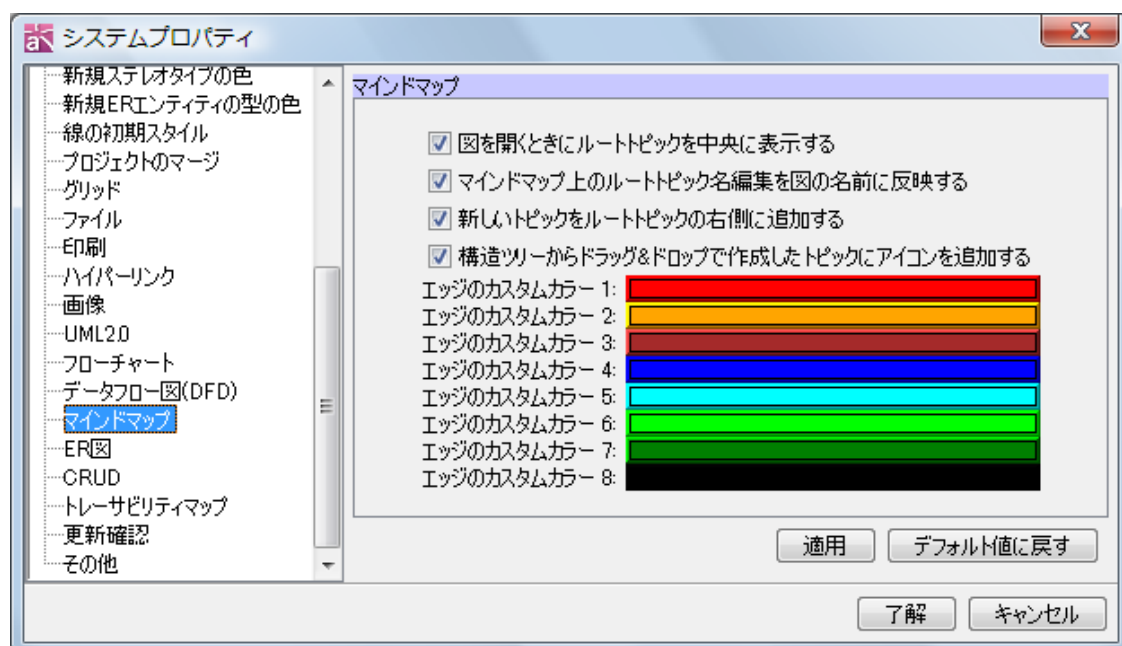 システムプロパティ
新規ステレオタイプの色
新規ERエンティティの型の色
線の初期スタイル
プロジェクトのマージ
グリッド
ファイル
印刷
ハイパーリンク
画像
UML2.0
フローチャート
データフロー図(DFD)
マインドマップ
ER図
CRUD
トレーサビリティマップ
更新確認
その他
マインドマップ
図を開くときにルートトピックを中央に表示する
マインドマップ上のルートトピック名編集を図の名前に反映する
新しいトピックをルートトピックの右側に追加する
構造ツリーからドラッグ&ドロップで作成したトピックにアイコンを追加する
エッジのカスタムカラー 1:
エッジのカスタムカラー 2:
エッジのカスタムカラー 3:
エッジのカスタムカラー 4:
エッジのカスタムカラー 5:
エッジのカスタムカラー 6:
エッジのカスタムカラー 7:
エッジのカスタムカラー 8:
適用 デフォルト値に戻す
了解 キャンセル